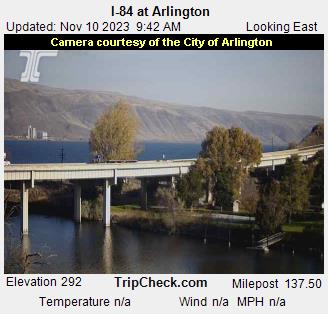 I-84 at Arlington
Updated: Nov 10 2023 9:42 AM Looking East
Camera courtesy of the City of Arlington
Elevation 292 TripCheck.com Milepost 137.50
Temperature n/a Wind n/a MPH n/a